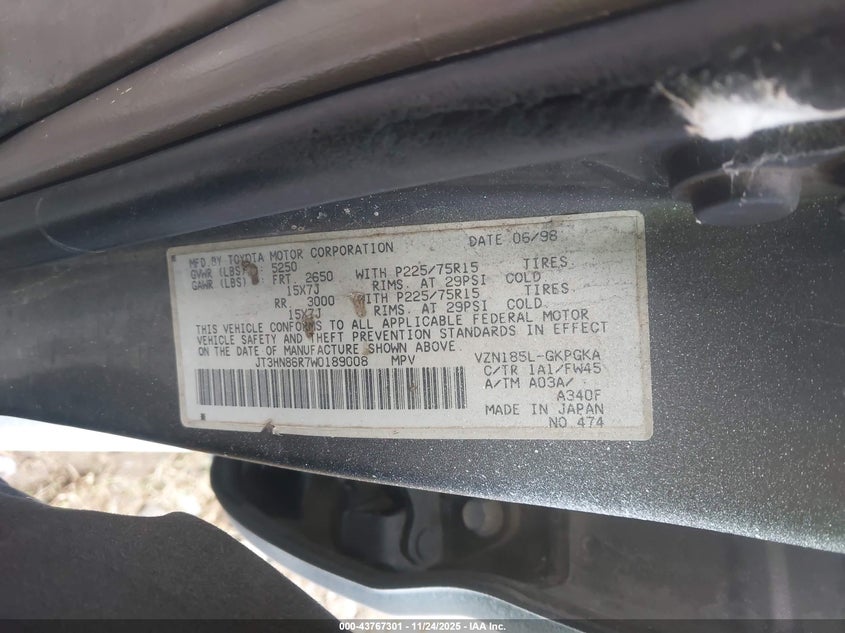 MFD BY TOYOTA MOTOR CORPORATION DATE 06/98
GVWR (LBS) 5250
GAWR (LBS) FRT. 2650 WITH P225/75R15 TIRES
15X7J RIMS. AT 29PSI COLD
RR. 3000 WITH P225/75R15 TIRES
15X7J RIMS. AT 29PSI COLD
THIS VEHICLE CONFORMS TO ALL APPLICABLE FEDERAL MOTOR
VEHICLE SAFETY AND THEFT PREVENTION STANDARDS IN EFFECT
ON THE DATE OF MANUFACTURE SHOWN ABOVE.
JT3HN86R7W0189008 MPV VZN185L-GKPGKA
C/TR 1A1/FW45
A/TM A03A/
A340F
MADE IN JAPAN
NO 474
000-43767301 - 11/24/2025 - IAA Inc.